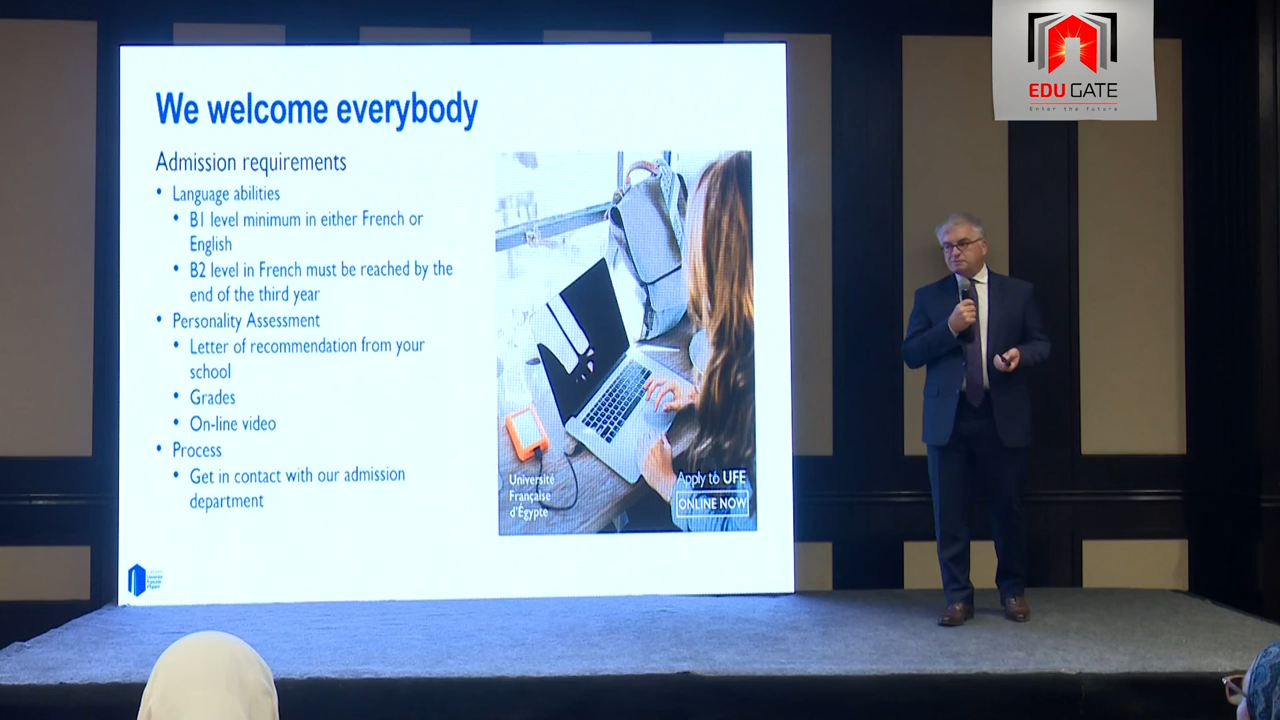 We welcome everybody
Admission requirements
• Language abilities
• B1 level minimum in either French or
English
• B2 level in French must be reached by the
end of the third year
• Personality Assessment
• Letter of recommendation from your
school
• Grades
• On-line video
• Process
• Get in contact with our admission
department
Université
Française
d'Égypte
Apply to UFE
ONLINE NOW
EDU GATE
Enter the future